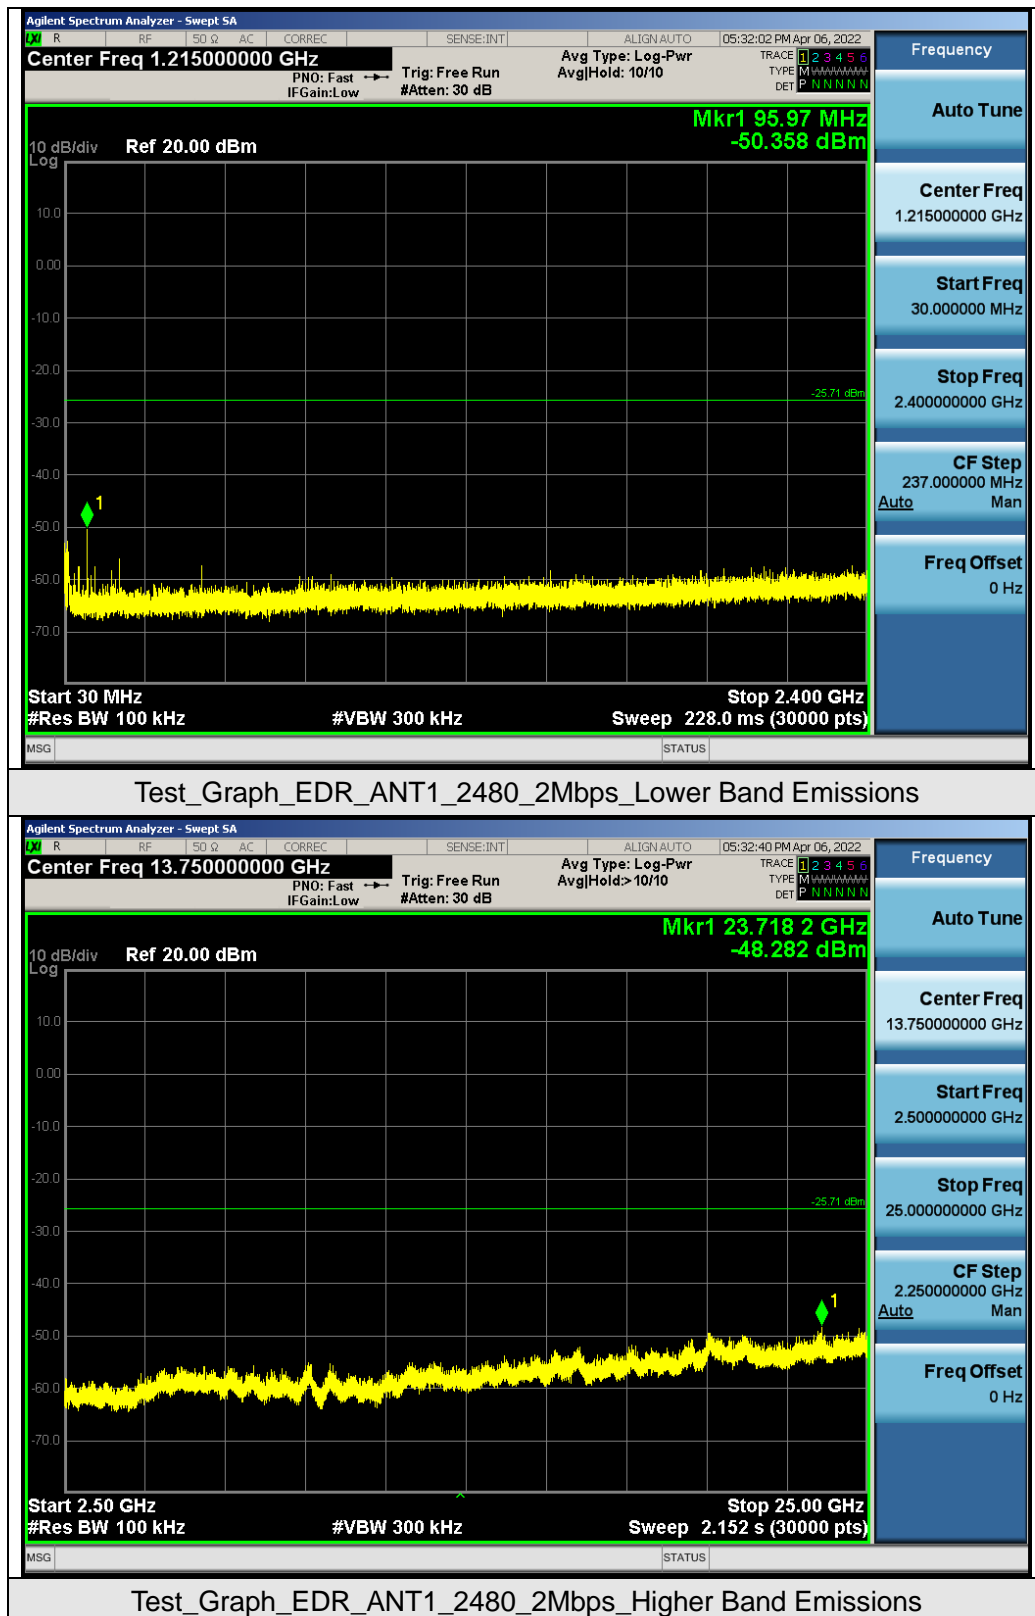 Agilent Spectrum Analyzer - Swept SA
LXI R RF 50 Ω AC CORREC SENSE:INT ALIGN AUTO 05:32:02 PM Apr 06, 2022
Center Freq 1.215000000 GHz
PNO: Fast
IFGain:Low
Trig: Free Run
#Atten: 30 dB
Avg Type: Log-Pwr
Avg|Hold: 10/10
TRACE 1 2 3 4 5 6
TYPE M WWWWW
DET P N N N N N
Frequency
Auto Tune
Center Freq
1.215000000 GHz
Start Freq
30.000000 MHz
Stop Freq
2.400000000 GHz
CF Step
237.000000 MHz
Auto Man
Freq Offset
0 Hz
Mkr1 95.97 MHz
-50.358 dBm
10 dB/div Ref 20.00 dBm
Log
10.0
0.00
-10.0
-20.0
-25.71 dBm
-30.0
-40.0
1
-50.0
-60.0
-70.0
Start 30 MHz Stop 2.400 GHz
#Res BW 100 kHz #VBW 300 kHz Sweep 228.0 ms (30000 pts)
MSG STATUS
Test_Graph_EDR_ANT1_2480_2Mbps_Lower Band Emissions
Agilent Spectrum Analyzer - Swept SA
LXI R RF 50 Ω AC CORREC SENSE:INT ALIGN AUTO 05:32:40 PM Apr 06, 2022
Center Freq 13.750000000 GHz
PNO: Fast
IFGain:Low
Trig: Free Run
#Atten: 30 dB
Avg Type: Log-Pwr
Avg|Hold:> 10/10
TRACE 1 2 3 4 5 6
TYPE M WWWWW
DET P N N N N N
Frequency
Auto Tune
Center Freq
13.750000000 GHz
Start Freq
2.500000000 GHz
Stop Freq
25.000000000 GHz
CF Step
2.250000000 GHz
Auto Man
Freq Offset
0 Hz
Mkr1 23.718 2 GHz
-48.282 dBm
10 dB/div Ref 20.00 dBm
Log
10.0
0.00
-10.0
-20.0
-25.71 dBm
-30.0
-40.0
1
-50.0
-60.0
-70.0
Start 2.50 GHz Stop 25.00 GHz
#Res BW 100 kHz #VBW 300 kHz Sweep 2.152 s (30000 pts)
MSG STATUS
Test_Graph_EDR_ANT1_2480_2Mbps_Higher Band Emissions